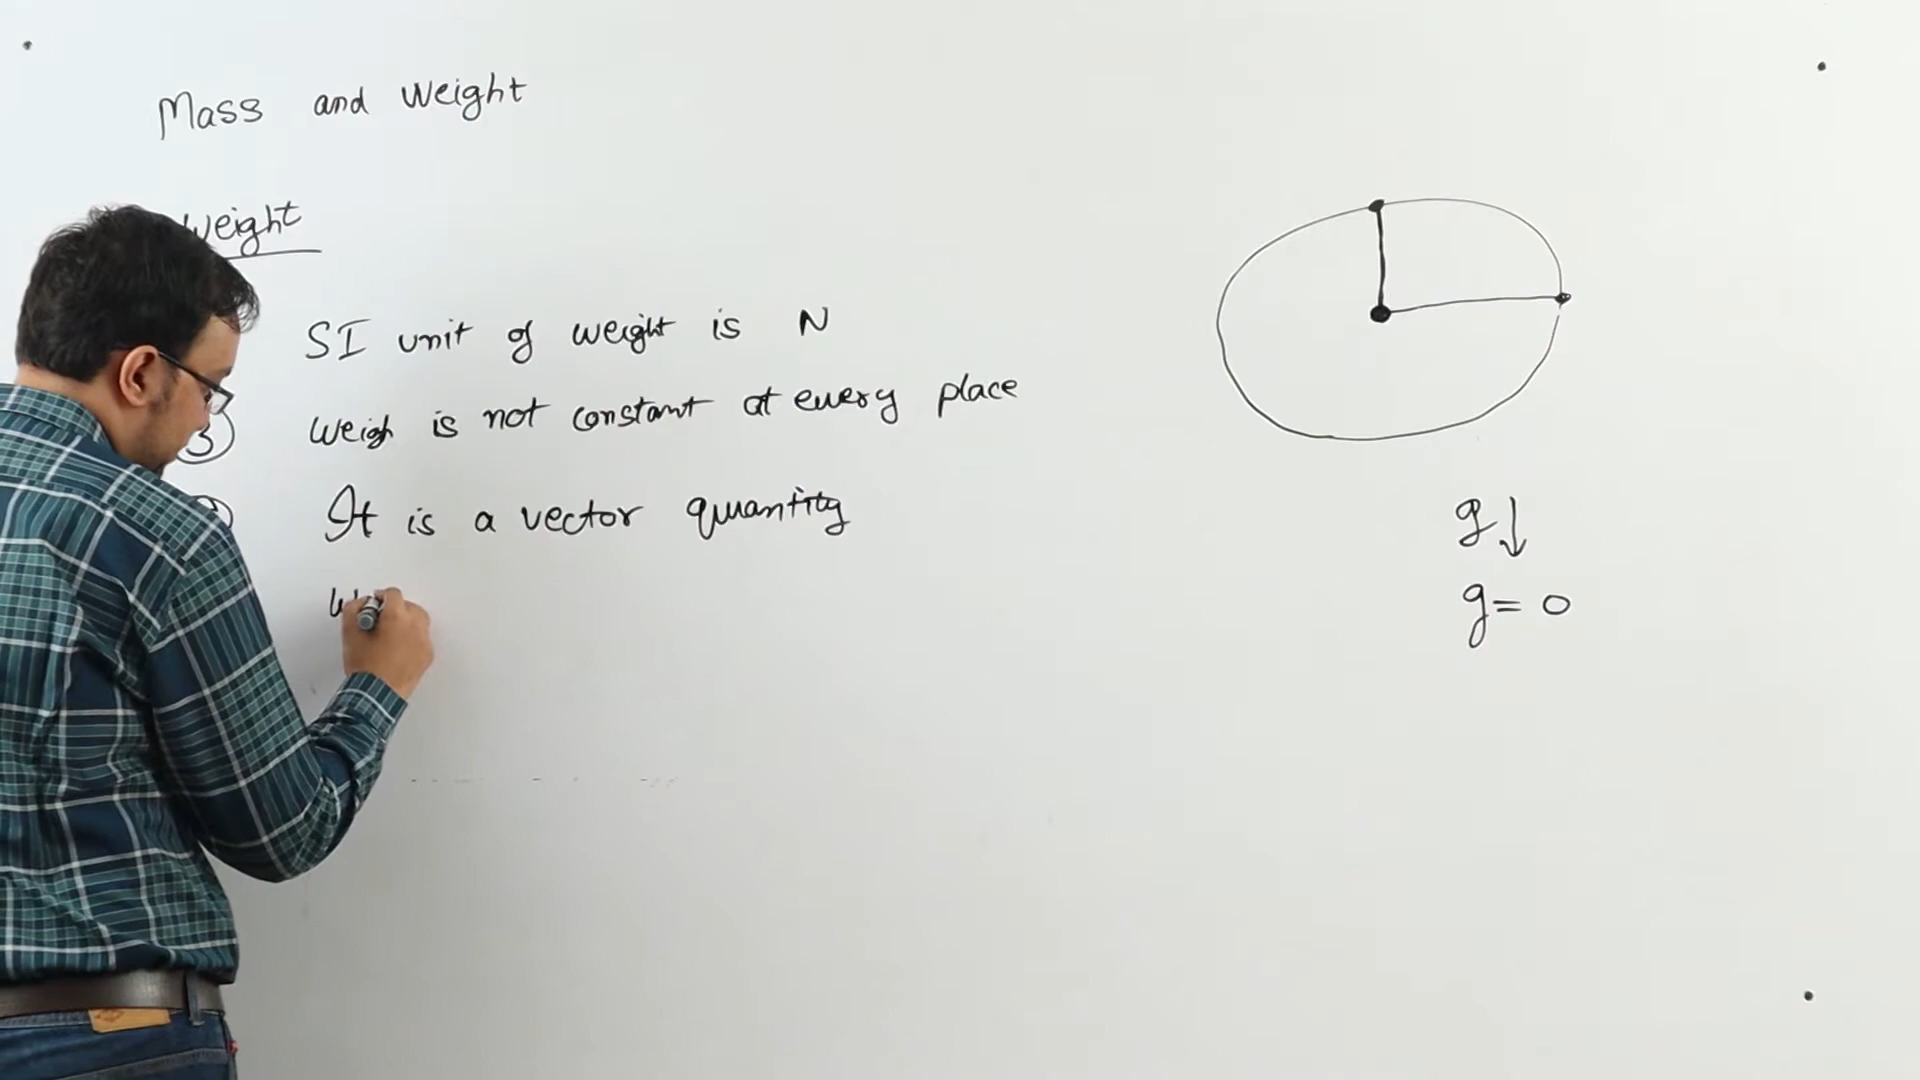 Mass and Weight
Weight
SI unit of weight is N
3 Weigh is not constant at every place
It is a vector quantity
g↓
g = 0